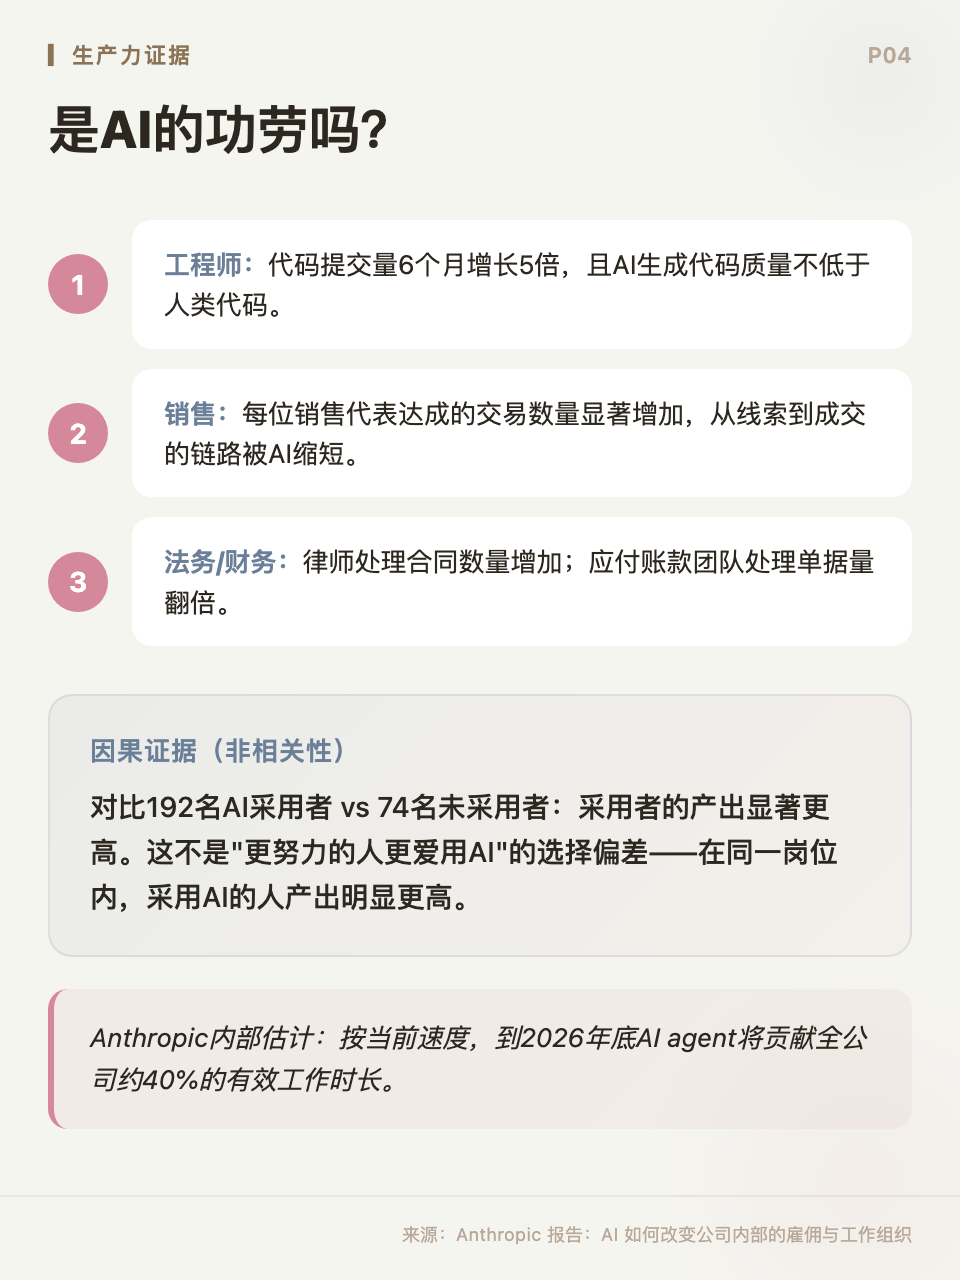 生产力证据
P04
是AI的功劳吗?
1
工程师：代码提交量6个月增长5倍，且AI生成代码质量不低于
人类代码。
2
销售：每位销售代表达成的交易数量显著增加，从线索到成交
的链路被AI缩短。
3
法务/财务：律师处理合同数量增加；应付账款团队处理单据量
翻倍。
因果证据（非相关性）
对比192名AI采用者 vs 74名未采用者：采用者的产出显著更
高。这不是"更努力的人更爱用AI"的选择偏差——在同一岗位
内，采用AI的人产出明显更高。
Anthropic内部估计：按当前速度，到2026年底AI agent将贡献全公
司约40%的有效工作时长。
来源：Anthropic 报告：AI 如何改变公司内部的雇佣与工作组织